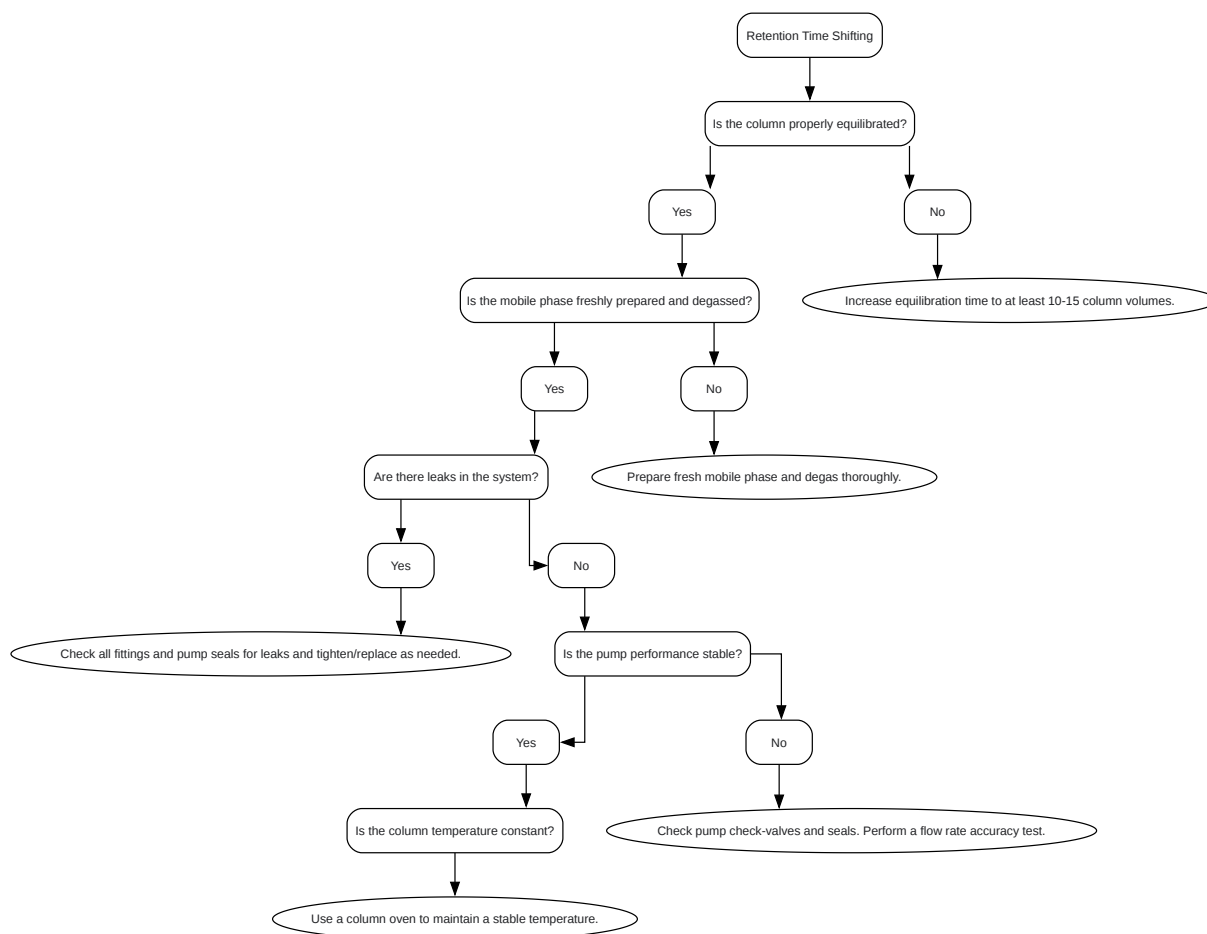 Retention Time Shifting
Is the column properly equilibrated?
Yes
No
Is the mobile phase freshly prepared and degassed?
Increase equilibration time to at least 10-15 column volumes.
Yes
No
Are there leaks in the system?
Prepare fresh mobile phase and degas thoroughly.
Yes
No
Check all fittings and pump seals for leaks and tighten/replace as needed.
Is the pump performance stable?
Yes
No
Is the column temperature constant?
Check pump check-valves and seals. Perform a flow rate accuracy test.
Use a column oven to maintain a stable temperature.